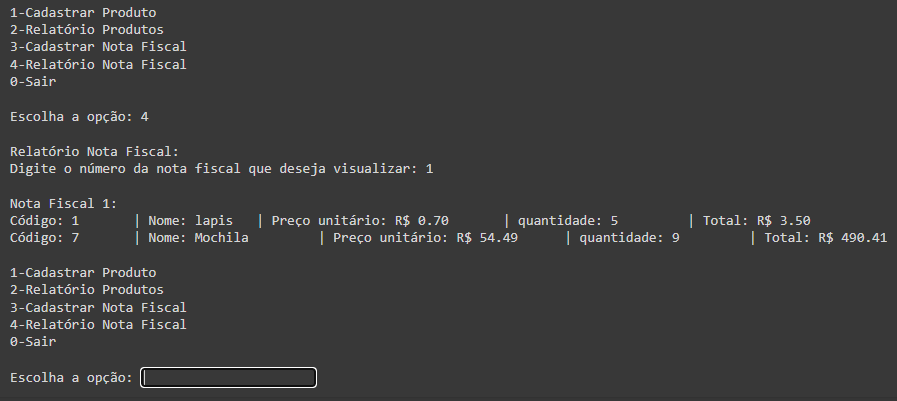 1-Cadastrar Produto
2-Relatório Produtos
3-Cadastrar Nota Fiscal
4-Relatório Nota Fiscal
0-Sair
Escolha a opção: 4
Relatório Nota Fiscal:
Digite o número da nota fiscal que deseja visualizar: 1
Nota Fiscal 1:
Código: 1 | Nome: lapis | Preço unitário: R$ 0.70 | quantidade: 5 | Total: R$ 3.50
Código: 7 | Nome: Mochila | Preço unitário: R$ 54.49 | quantidade: 9 | Total: R$ 490.41
1-Cadastrar Produto
2-Relatório Produtos
3-Cadastrar Nota Fiscal
4-Relatório Nota Fiscal
0-Sair
Escolha a opção: